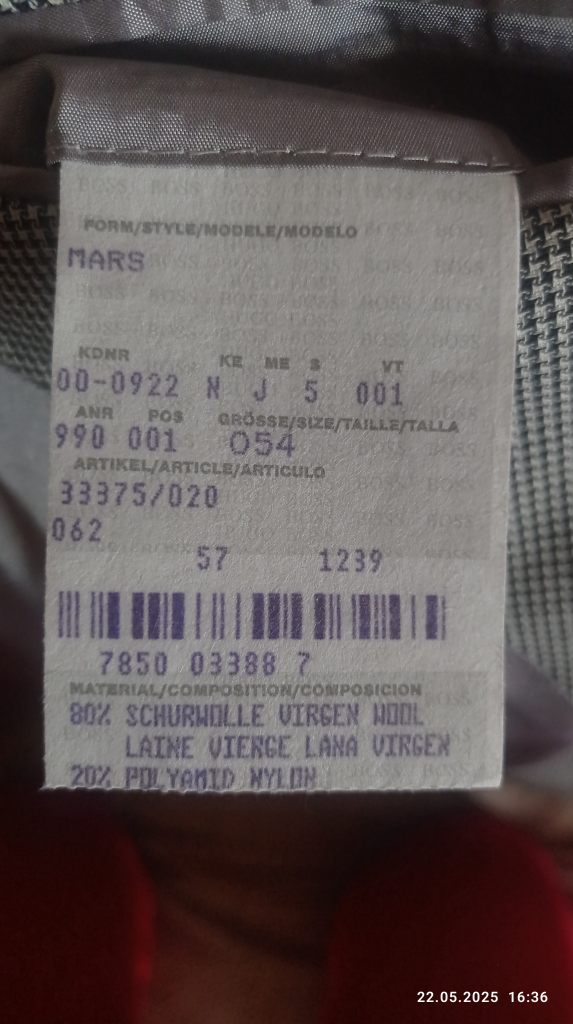 FORM/STYLE/MODELE/MODELO
MARS
KDNR KE ME S VT
00-0922 N J 5 001
ANR POS GRÖSSE/SIZE/TAILLE/TALLA
990 001 054
ARTIKEL/ARTICLE/ARTICULO
33375/020
062
57 1239
7850 03388 7
MATERIAL/COMPOSITION/COMPOSICION
80% SCHURWOLLE VIRGEN WOOL
LAINE VIERGE LANA VIRGEN
20% POLYAMID NYLON
22.05.2025 16:36